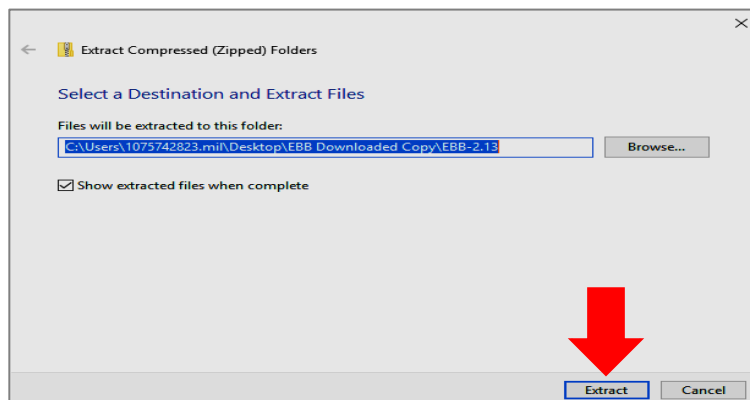 Extract Compressed (Zipped) Folders
Select a Destination and Extract Files
Files will be extracted to this folder:
C:\Users\1075742823.mil\Desktop\EBB Downloaded Copy\EBB-2.13
Browse...
Show extracted files when complete
Extract
Cancel